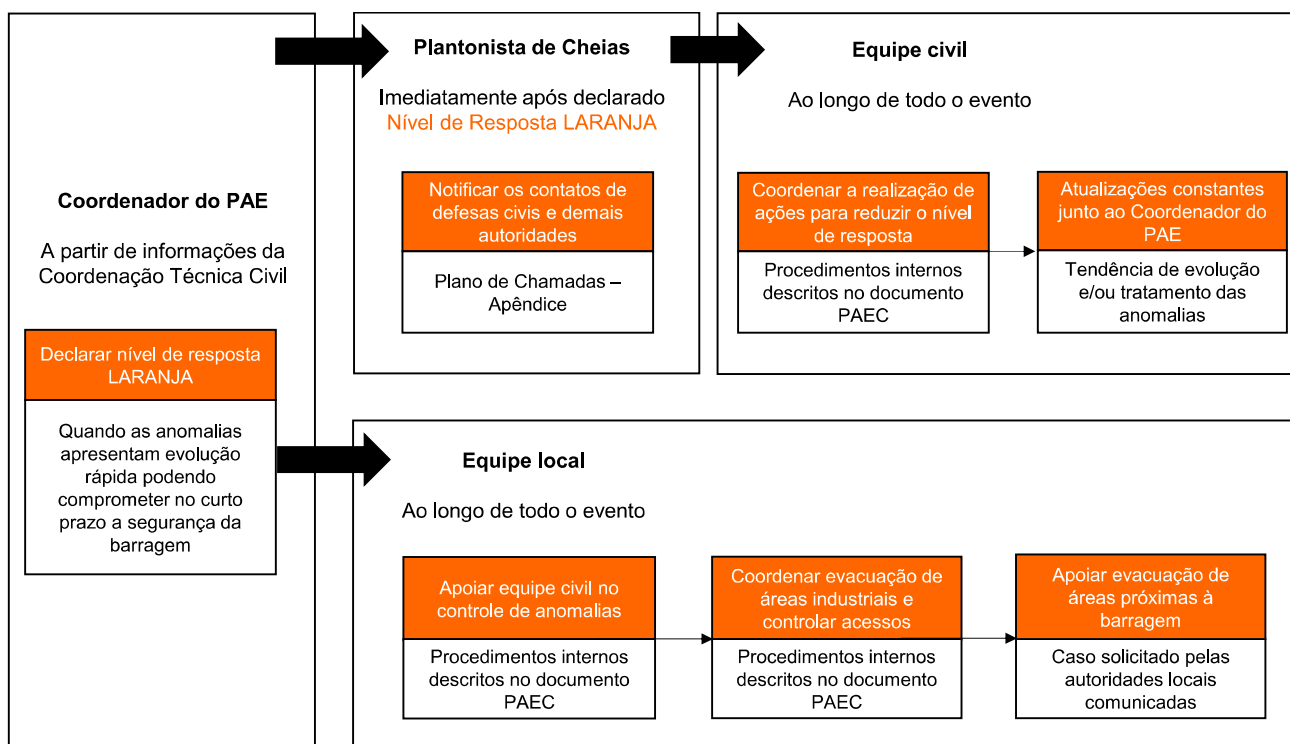 Coordenador do PAE
A partir de informações da
Coordenação Técnica Civil
Declarar nível de resposta
LARANJA
Quando as anomalias
apresentam evolução
rápida podendo
comprometer no curto
prazo a segurança da
barragem
Plantonista de Cheias
Imediatamente após declarado
Nível de Resposta LARANJA
Notificar os contatos de
defesas civis e demais
autoridades
Plano de Chamadas –
Apêndice
Equipe civil
Ao longo de todo o evento
Coordenar a realização de
ações para reduzir o nível
de resposta
Procedimentos internos
descritos no documento
PAEC
Atualizações constantes
junto ao Coordenador do
PAE
Tendência de evolução
e/ou tratamento das
anomalias
Equipe local
Ao longo de todo o evento
Apoiar equipe civil no
controle de anomalias
Procedimentos internos
descritos no documento
PAEC
Coordenar evacuação de
áreas industriais e
controlar acessos
Procedimentos internos
descritos no documento
PAEC
Apoiar evacuação de
áreas próximas à
barragem
Caso solicitado pelas
autoridades locais
comunicadas